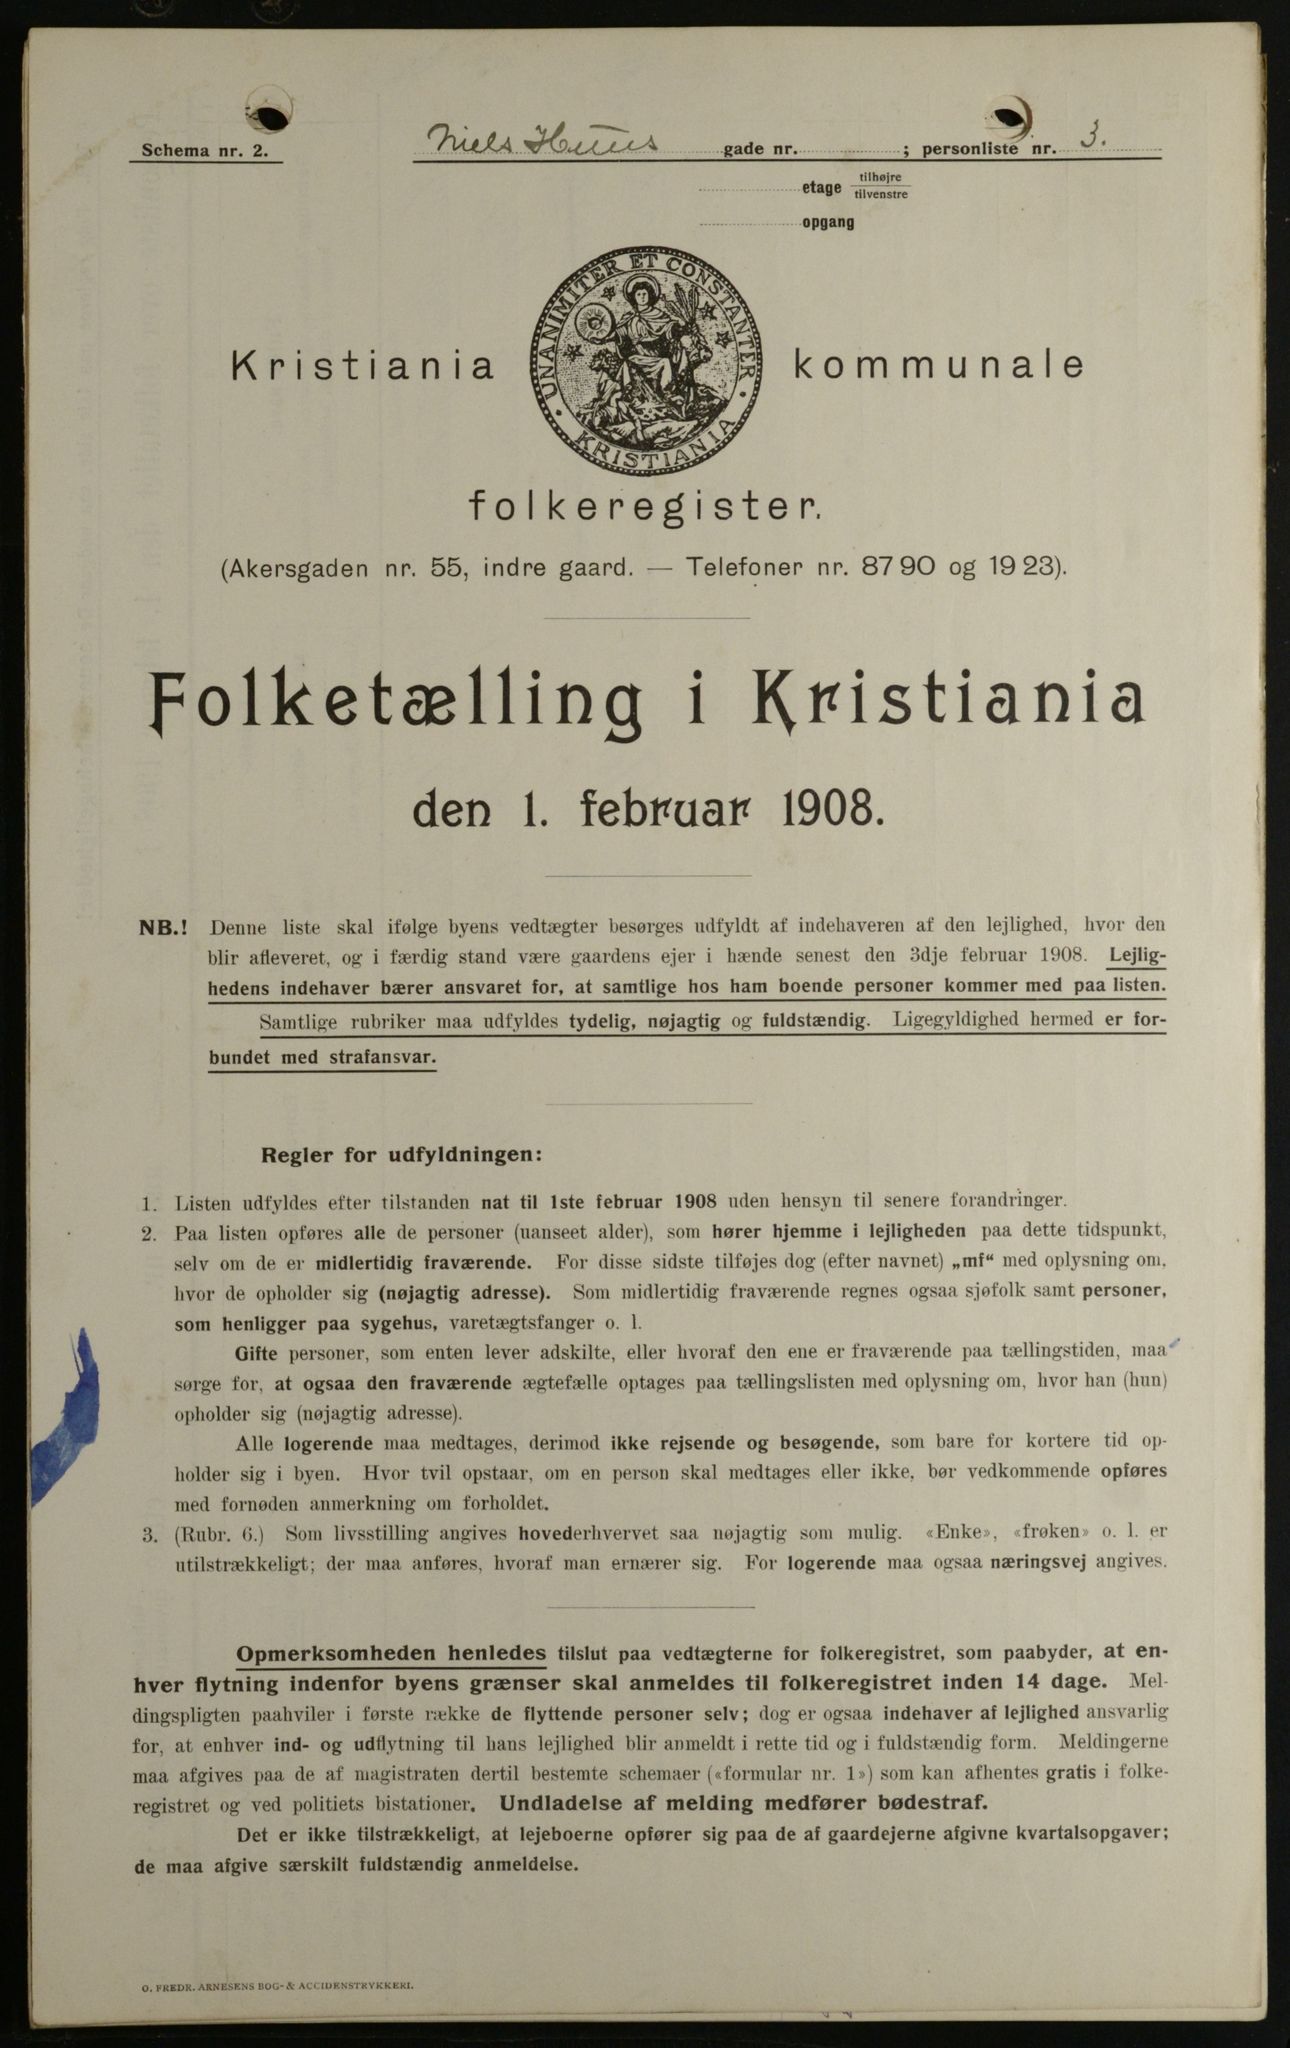 Schema nr. 2.
Niels Huus gade nr. ; personliste nr. 3.
etage tilhøjre
tilvenstre
opgang
UNANIMITER ET CONSTANTER
KRISTIANIA
Kristiania kommunale
folkeregister.
(Akersgaden nr. 55, indre gaard. — Telefoner nr. 87 90 og 19 23).
Folketælling i Kristiania
den 1. februar 1908.
NB.! Denne liste skal ifølge byens vedtægter besørges udfyldt af indehaveren af den lejlighed, hvor den
blir afleveret, og i færdig stand være gaardens ejer i hænde senest den 3dje februar 1908. Lejlig-
hedens indehaver bærer ansvaret for, at samtlige hos ham boende personer kommer med paa listen.
Samtlige rubriker maa udfyldes tydelig, nøjagtig og fuldstændig. Ligegyldighed hermed er for-
bundet med strafansvar.
Regler for udfyldningen:
1. Listen udfyldes efter tilstanden nat til 1ste februar 1908 uden hensyn til senere forandringer.
2. Paa listen opføres alle de personer (uanseet alder), som hører hjemme i lejligheden paa dette tidspunkt,
selv om de er midlertidig fraværende. For disse sidste tilføjes dog (efter navnet) „mf“ med oplysning om,
hvor de opholder sig (nøjagtig adresse). Som midlertidig fraværende regnes ogsaa sjøfolk samt personer,
som henligger paa sygehus, varetægtsfanger o. l.
Gifte personer, som enten lever adskilte, eller hvoraf den ene er fraværende paa tællingstiden, maa
sørge for, at ogsaa den fraværende ægtefælle optages paa tællingslisten med oplysning om, hvor han (hun)
opholder sig (nøjagtig adresse).
Alle logerende maa medtages, derimod ikke rejsende og besøgende, som bare for kortere tid op-
holder sig i byen. Hvor tvil opstaar, om en person skal medtages eller ikke, bør vedkommende opføres
med fornøden anmerkning om forholdet.
3. (Rubr. 6.) Som livsstilling angives hovederhvervet saa nøjagtig som mulig. «Enke», «frøken» o. l. er
utilstrækkeligt; der maa anføres, hvoraf man ernærer sig. For logerende maa ogsaa næringsvej angives.
Opmerksomheden henledes tilslut paa vedtægterne for folkeregistret, som paabyder, at en-
hver flytning indenfor byens grænser skal anmeldes til folkeregistret inden 14 dage. Mel-
dingspligten paahviler i første række de flyttende personer selv; dog er ogsaa indehaver af lejlighed ansvarlig
for, at enhver ind- og udflytning til hans lejlighed blir anmeldt i rette tid og i fuldstændig form. Meldingerne
maa afgives paa de af magistraten dertil bestemte schemaer («formular nr. 1») som kan afhentes gratis i folke-
registret og ved politiets bistationer. Undladelse af melding medfører bødestraf.
Det er ikke tilstrækkeligt, at lejeboerne opfører sig paa de af gaardejerne afgivne kvartalsopgaver;
de maa afgive særskilt fuldstændig anmeldelse.
O. FREDR. ARNESENS BOG- & ACCIDENSTRYKKERI.